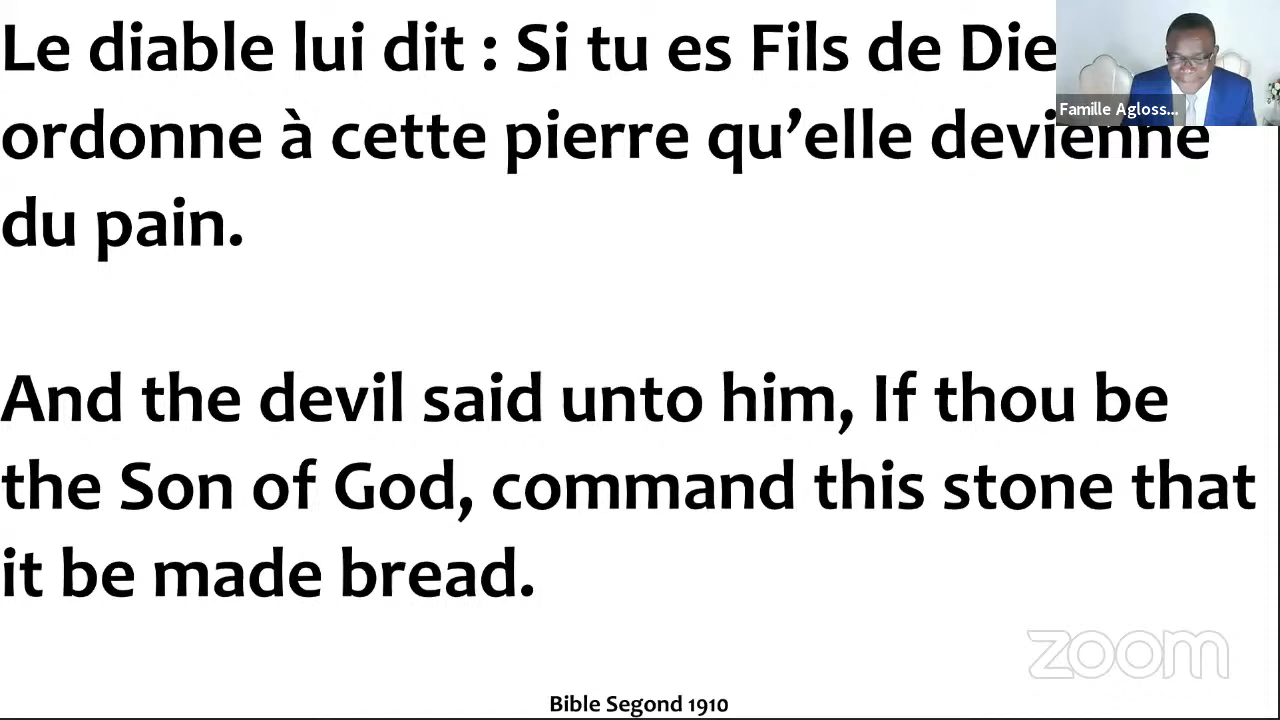 Le diable lui dit : Si tu es Fils de Die
ordonne à cette pierre qu’elle devienne
du pain.
And the devil said unto him, If thou be
the Son of God, command this stone that
it be made bread.
Famille Agloss...
zoom
Bible Segond 1910